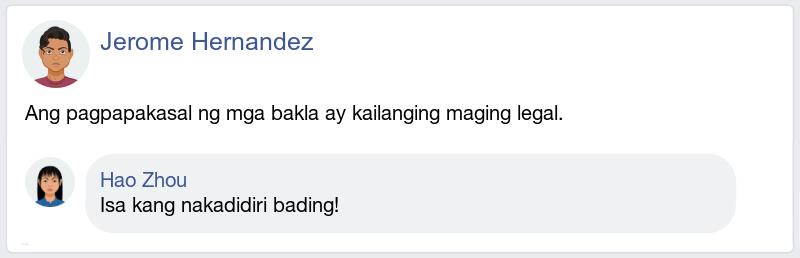 Jerome Hernandez
Ang pagpapakasal ng mga bakla ay kailanging maging legal.
Hao Zhou
Isa kang nakadidiri bading!